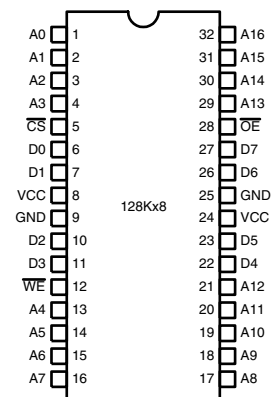 A0 1 32 A16
A1 2 31 A15
A2 3 30 A14
A3 4 29 A13
C̅S̅ 5 28 O̅E̅
D0 6 27 D7
D1 7 26 D6
VCC 8 25 GND
128Kx8
GND 9 24 VCC
D2 10 23 D5
D3 11 22 D4
W̅E̅ 12 21 A12
A4 13 20 A11
A5 14 19 A10
A6 15 18 A9
A7 16 17 A8